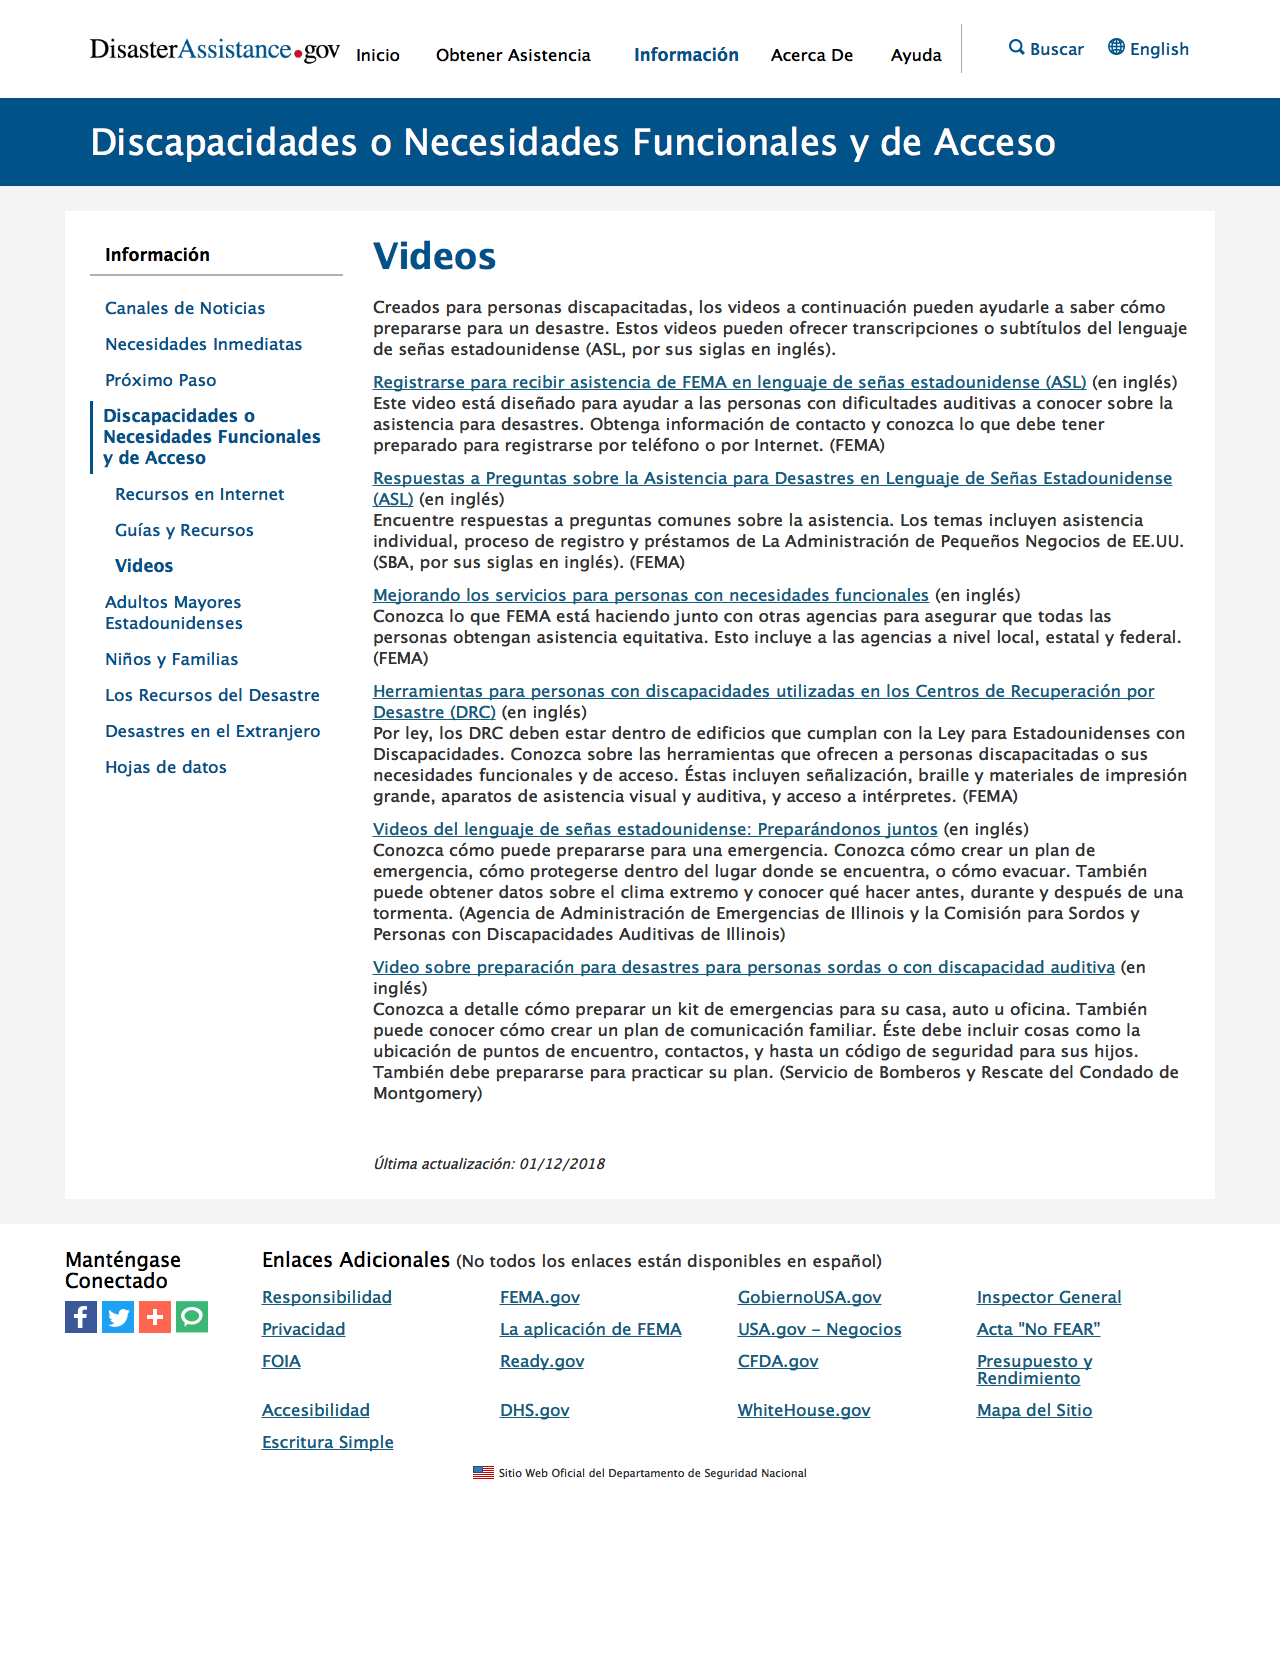 DisasterAssistance.gov
Inicio
Obtener Asistencia
Información
Acerca De
Ayuda
Buscar
English
Discapacidades o Necesidades Funcionales y de Acceso
Información
Canales de Noticias
Necesidades Inmediatas
Próximo Paso
Discapacidades o
Necesidades Funcionales
y de Acceso
Recursos en Internet
Guías y Recursos
Videos
Adultos Mayores
Estadounidenses
Niños y Familias
Los Recursos del Desastre
Desastres en el Extranjero
Hojas de datos
Videos
Creados para personas discapacitadas, los videos a continuación pueden ayudarle a saber cómo
prepararse para un desastre. Estos videos pueden ofrecer transcripciones o subtítulos del lenguaje
de señas estadounidense (ASL, por sus siglas en inglés).
Registrarse para recibir asistencia de FEMA en lenguaje de señas estadounidense (ASL) (en inglés)
Este video está diseñado para ayudar a las personas con dificultades auditivas a conocer sobre la
asistencia para desastres. Obtenga información de contacto y conozca lo que debe tener
preparado para registrarse por teléfono o por Internet. (FEMA)
Respuestas a Preguntas sobre la Asistencia para Desastres en Lenguaje de Señas Estadounidense
(ASL) (en inglés)
Encuentre respuestas a preguntas comunes sobre la asistencia. Los temas incluyen asistencia
individual, proceso de registro y préstamos de La Administración de Pequeños Negocios de EE.UU.
(SBA, por sus siglas en inglés). (FEMA)
Mejorando los servicios para personas con necesidades funcionales (en inglés)
Conozca lo que FEMA está haciendo junto con otras agencias para asegurar que todas las
personas obtengan asistencia equitativa. Esto incluye a las agencias a nivel local, estatal y federal.
(FEMA)
Herramientas para personas con discapacidades utilizadas en los Centros de Recuperación por
Desastre (DRC) (en inglés)
Por ley, los DRC deben estar dentro de edificios que cumplan con la Ley para Estadounidenses con
Discapacidades. Conozca sobre las herramientas que ofrecen a personas discapacitadas o sus
necesidades funcionales y de acceso. Éstas incluyen señalización, braille y materiales de impresión
grande, aparatos de asistencia visual y auditiva, y acceso a intérpretes. (FEMA)
Videos del lenguaje de señas estadounidense: Preparándonos juntos (en inglés)
Conozca cómo puede prepararse para una emergencia. Conozca cómo crear un plan de
emergencia, cómo protegerse dentro del lugar donde se encuentra, o cómo evacuar. También
puede obtener datos sobre el clima extremo y conocer qué hacer antes, durante y después de una
tormenta. (Agencia de Administración de Emergencias de Illinois y la Comisión para Sordos y
Personas con Discapacidades Auditivas de Illinois)
Video sobre preparación para desastres para personas sordas o con discapacidad auditiva (en
inglés)
Conozca a detalle cómo preparar un kit de emergencias para su casa, auto u oficina. También
puede conocer cómo crear un plan de comunicación familiar. Éste debe incluir cosas como la
ubicación de puntos de encuentro, contactos, y hasta un código de seguridad para sus hijos.
También debe prepararse para practicar su plan. (Servicio de Bomberos y Rescate del Condado de
Montgomery)
Última actualización: 01/12/2018
Manténgase
Conectado
Enlaces Adicionales (No todos los enlaces están disponibles en español)
Responsibilidad
FEMA.gov
GobiernoUSA.gov
Inspector General
Privacidad
La aplicación de FEMA
USA.gov – Negocios
Acta "No FEAR”
FOIA
Ready.gov
CFDA.gov
Presupuesto y
Rendimiento
Accesibilidad
DHS.gov
WhiteHouse.gov
Mapa del Sitio
Escritura Simple
Sitio Web Oficial del Departamento de Seguridad Nacional